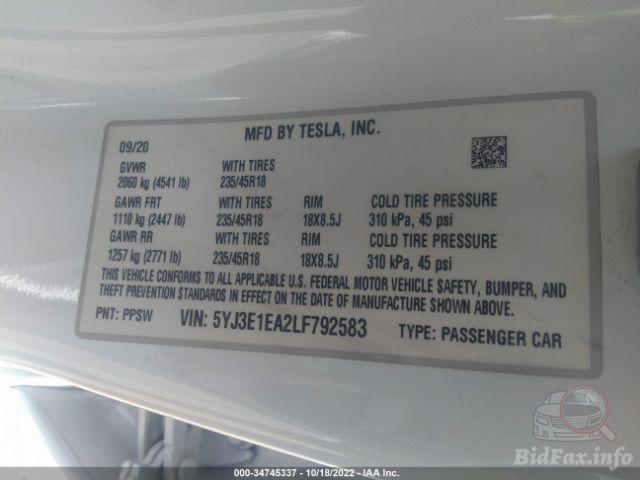 MFD BY TESLA, INC.
09/20
GVWR WITH TIRES
2060 kg (4541 lb) 235/45R18
GAWR FRT WITH TIRES RIM COLD TIRE PRESSURE
1110 kg (2447 lb) 235/45R18 18X8.5J 310 kPa, 45 psi
GAWR RR WITH TIRES RIM COLD TIRE PRESSURE
1257 kg (2771 lb) 235/45R18 18X8.5J 310 kPa, 45 psi
THIS VEHICLE CONFORMS TO ALL APPLICABLE U.S. FEDERAL MOTOR VEHICLE SAFETY, BUMPER, AND
THEFT PREVENTION STANDARDS IN EFFECT ON THE DATE OF MANUFACTURE SHOWN ABOVE.
PNT: PPSW VIN: 5YJ3E1EA2LF792583 TYPE: PASSENGER CAR
BidFax.info
000-34745337 - 10/18/2022 - IAA Inc.